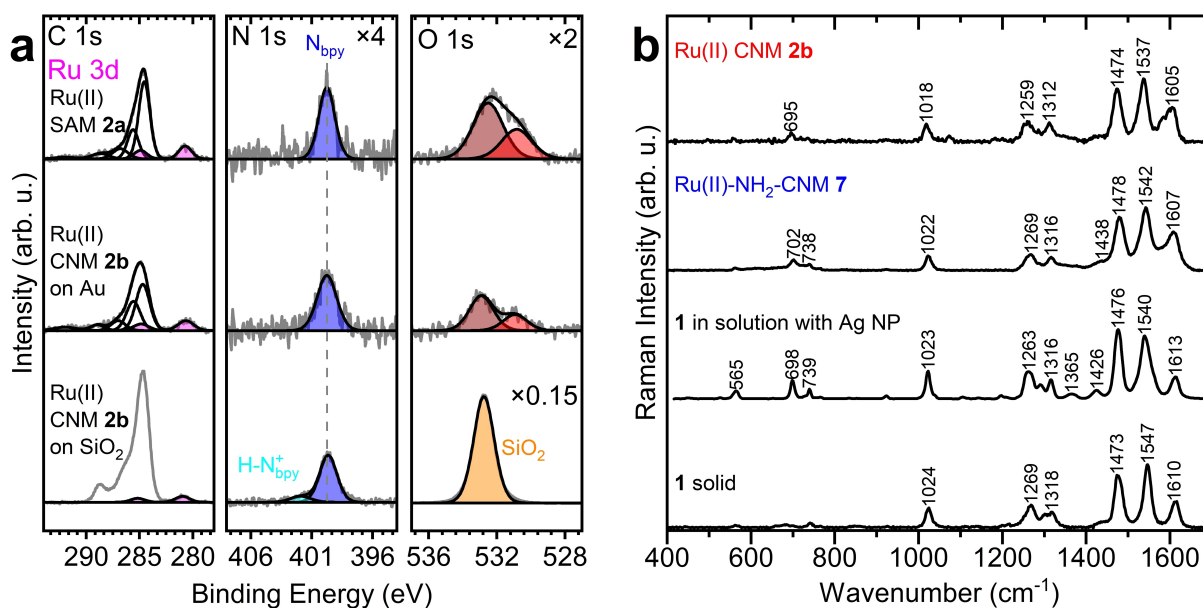 a
C 1s
Ru 3d
Ru(II)
SAM 2a
Ru(II)
CNM 2b
on Au
Ru(II)
CNM 2b
on SiO₂
290 285 280
N 1s ×4
N_bpy
H-N⁺_bpy
406 401 396
O 1s ×2
×0.15
SiO₂
536 533 530 527
Intensity (arb. u.)
Binding Energy (eV)
b
Ru(II) CNM 2b
695 1018 1259 1312 1474 1537 1605
Ru(II)-NH₂-CNM 7
702 738 1022 1269 1316 1438 1478 1542 1607
1 in solution with Ag NP
565 698 739 1023 1263 1316 1365 1426 1476 1540 1613
1 solid
1024 1269 1318 1473 1547 1610
400 600 800 1000 1200 1400 1600
Raman Intensity (arb. u.)
Wavenumber (cm⁻¹)